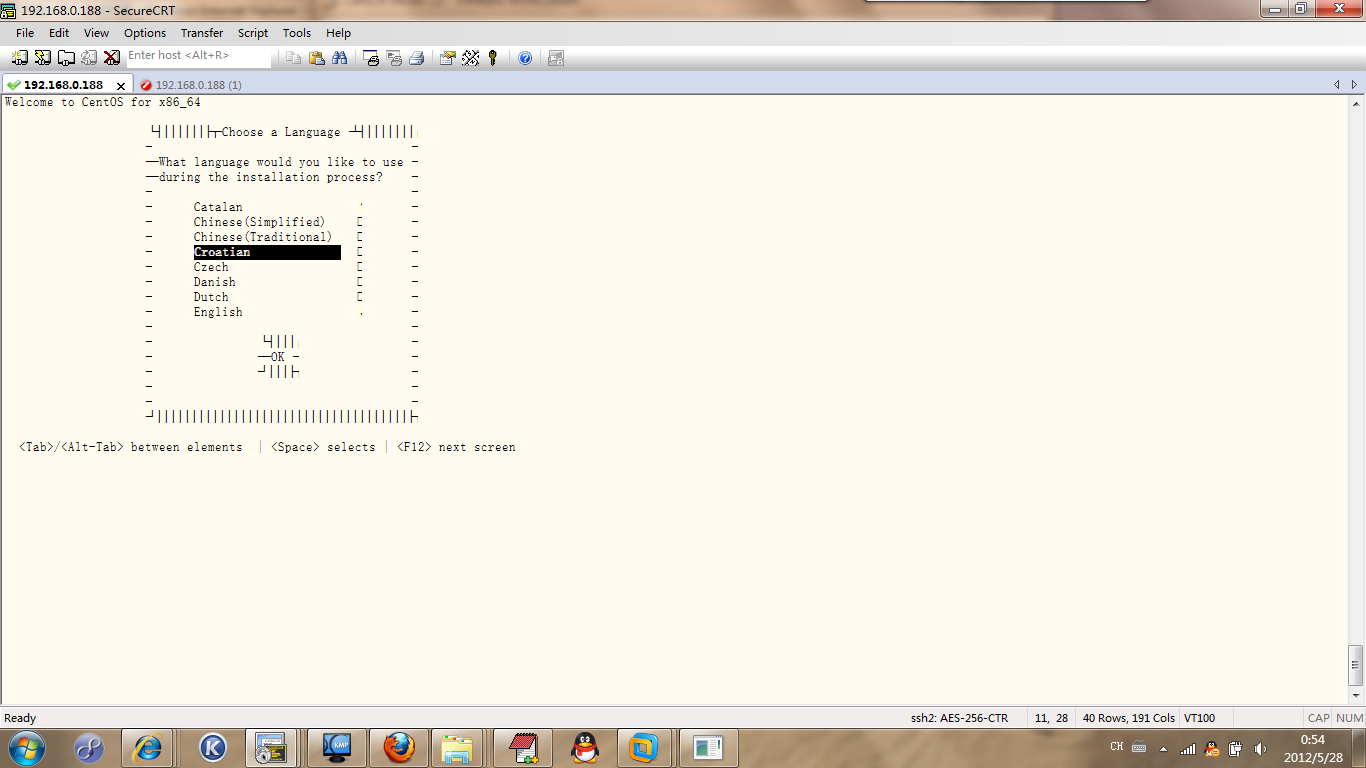 192.168.0.188 - SecureCRT
File Edit View Options Transfer Script Tools Help
Enter host <Alt+R>
192.168.0.188 192.168.0.188 (1)
Welcome to CentOS for x86_64
Choose a Language
What language would you like to use
during the installation process?
Catalan
Chinese(Simplified)
Chinese(Traditional)
Croatian
Czech
Danish
Dutch
English
OK
<Tab>/<Alt-Tab> between elements | <Space> selects | <F12> next screen
Ready ssh2: AES-256-CTR 11, 28 40 Rows, 191 Cols VT100 CAP NUM
KMP
CH
0:54
2012/5/28